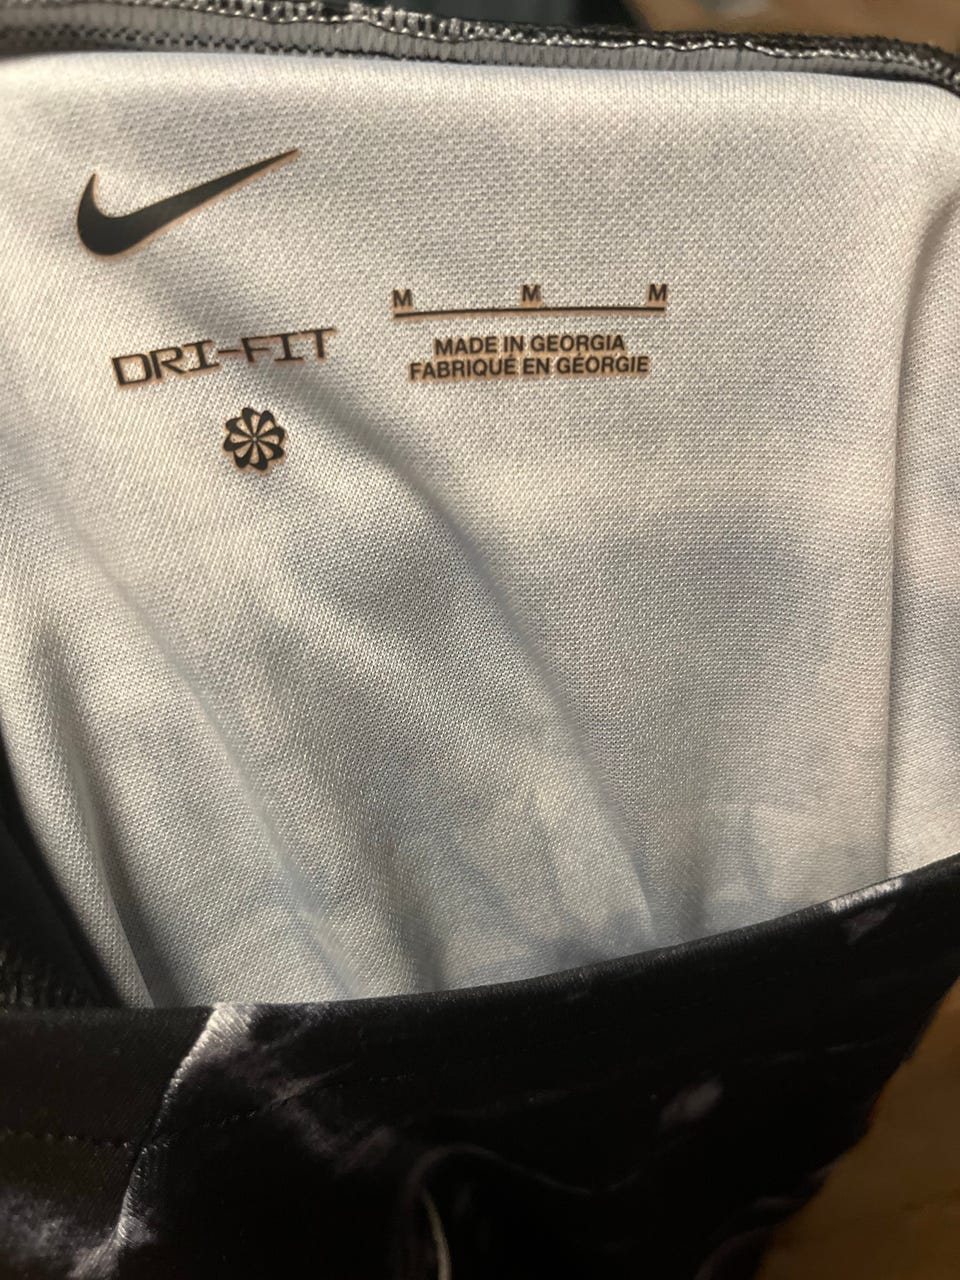 DRI-FIT
M M M
MADE IN GEORGIA
FABRIQUÉ EN GÉORGIE